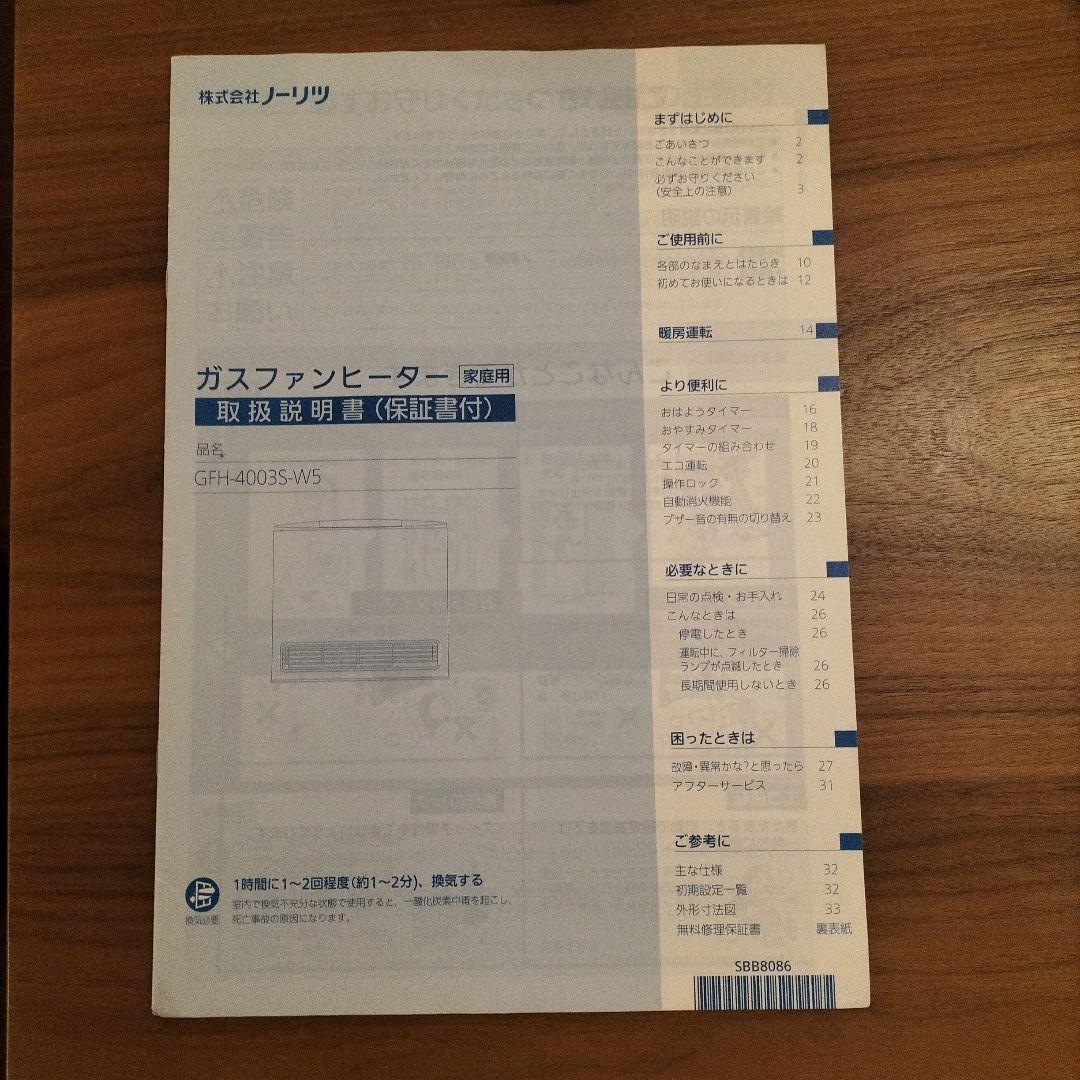 株式会社ノーリツ
ガスファンヒーター 家庭用
取扱説明書（保証書付）
品名
GFH-4003S-W5
換気必要
1時間に1～2回程度（約1～2分）、換気する
室内で換気不充分な状態で使用すると、一酸化炭素中毒を起こし、
死亡事故の原因になります。
まずはじめに
ごあいさつ 2
こんなことができます 2
必ずお守りください
（安全上の注意） 3
ご使用前に
各部のなまえとはたらき 10
初めてお使いになるときは 12
暖房運転 14
より便利に
おはようタイマー 16
おやすみタイマー 18
タイマーの組み合わせ 19
エコ運転 20
操作ロック 21
自動消火機能 22
ブザー音の有無の切り替え 23
必要なときに
日常の点検・お手入れ 24
こんなときは 26
停電したとき 26
運転中に、フィルター掃除
ランプが点滅したとき 26
長期間使用しないとき 26
困ったときは
故障・異常かな?と思ったら 27
アフターサービス 31
ご参考に
主な仕様 32
初期設定一覧 32
外形寸法図 33
無料修理保証書 裏表紙
SBB8086